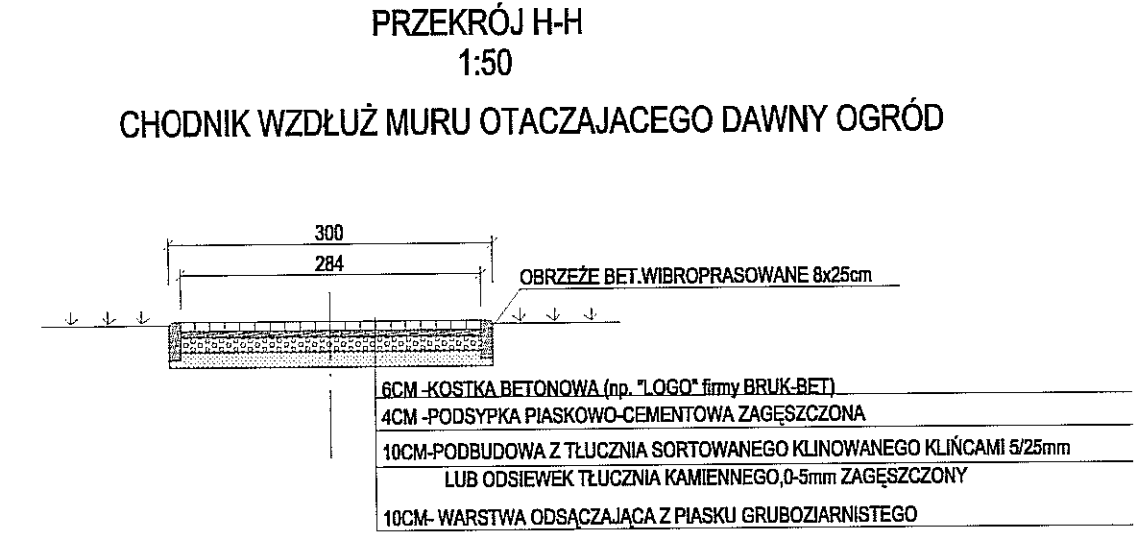 PRZEKRÓJ H-H
1:50
CHODNIK WZDŁUŻ MURU OTACZAJACEGO DAWNY OGRÓD
300
284
OBRZEŻE BET.WIBROPRASOWANE 8x25cm
6CM -KOSTKA BETONOWA (np. "LOGO" firmy BRUK-BET)
4CM -PODSYPKA PIASKOWO-CEMENTOWA ZAGĘSZCZONA
10CM-PODBUDOWA Z TŁUCZNIA SORTOWANEGO KLINOWANEGO KLIŃCAMI 5/25mm
LUB ODSIEWEK TŁUCZNIA KAMIENNEGO,0-5mm ZAGĘSZCZONY
10CM- WARSTWA ODSĄCZAJĄCA Z PIASKU GRUBOZIARNISTEGO